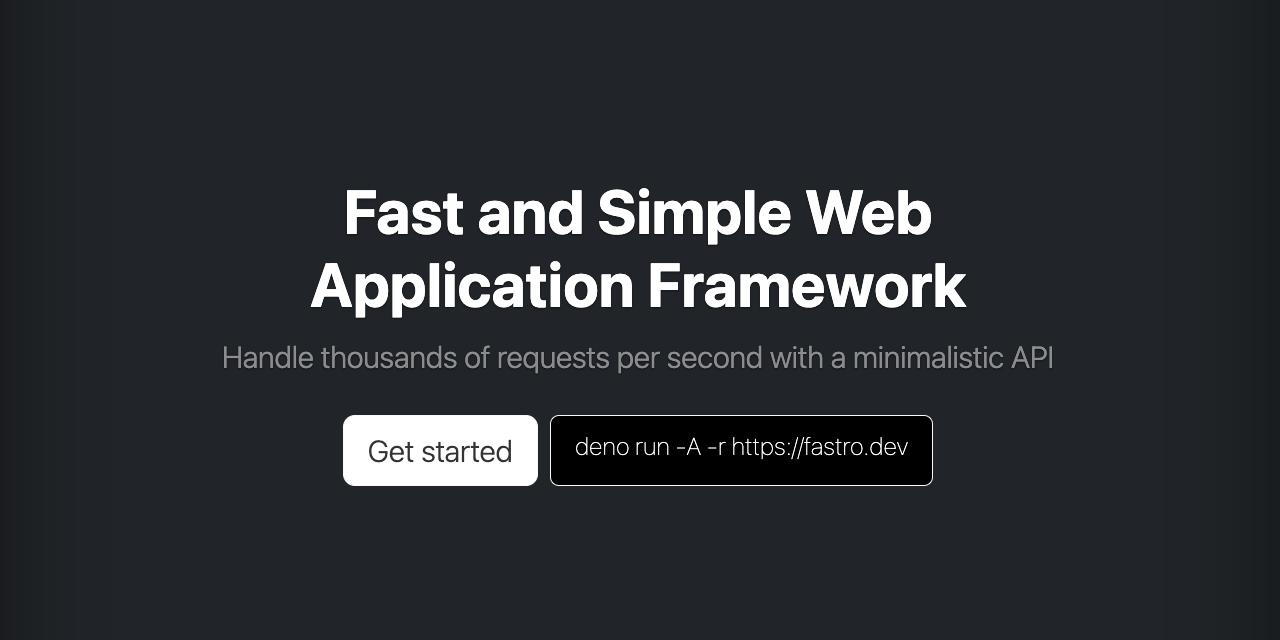 Fast and Simple Web
Application Framework
Handle thousands of requests per second with a minimalistic API
Get started
deno run -A -r https://fastro.dev